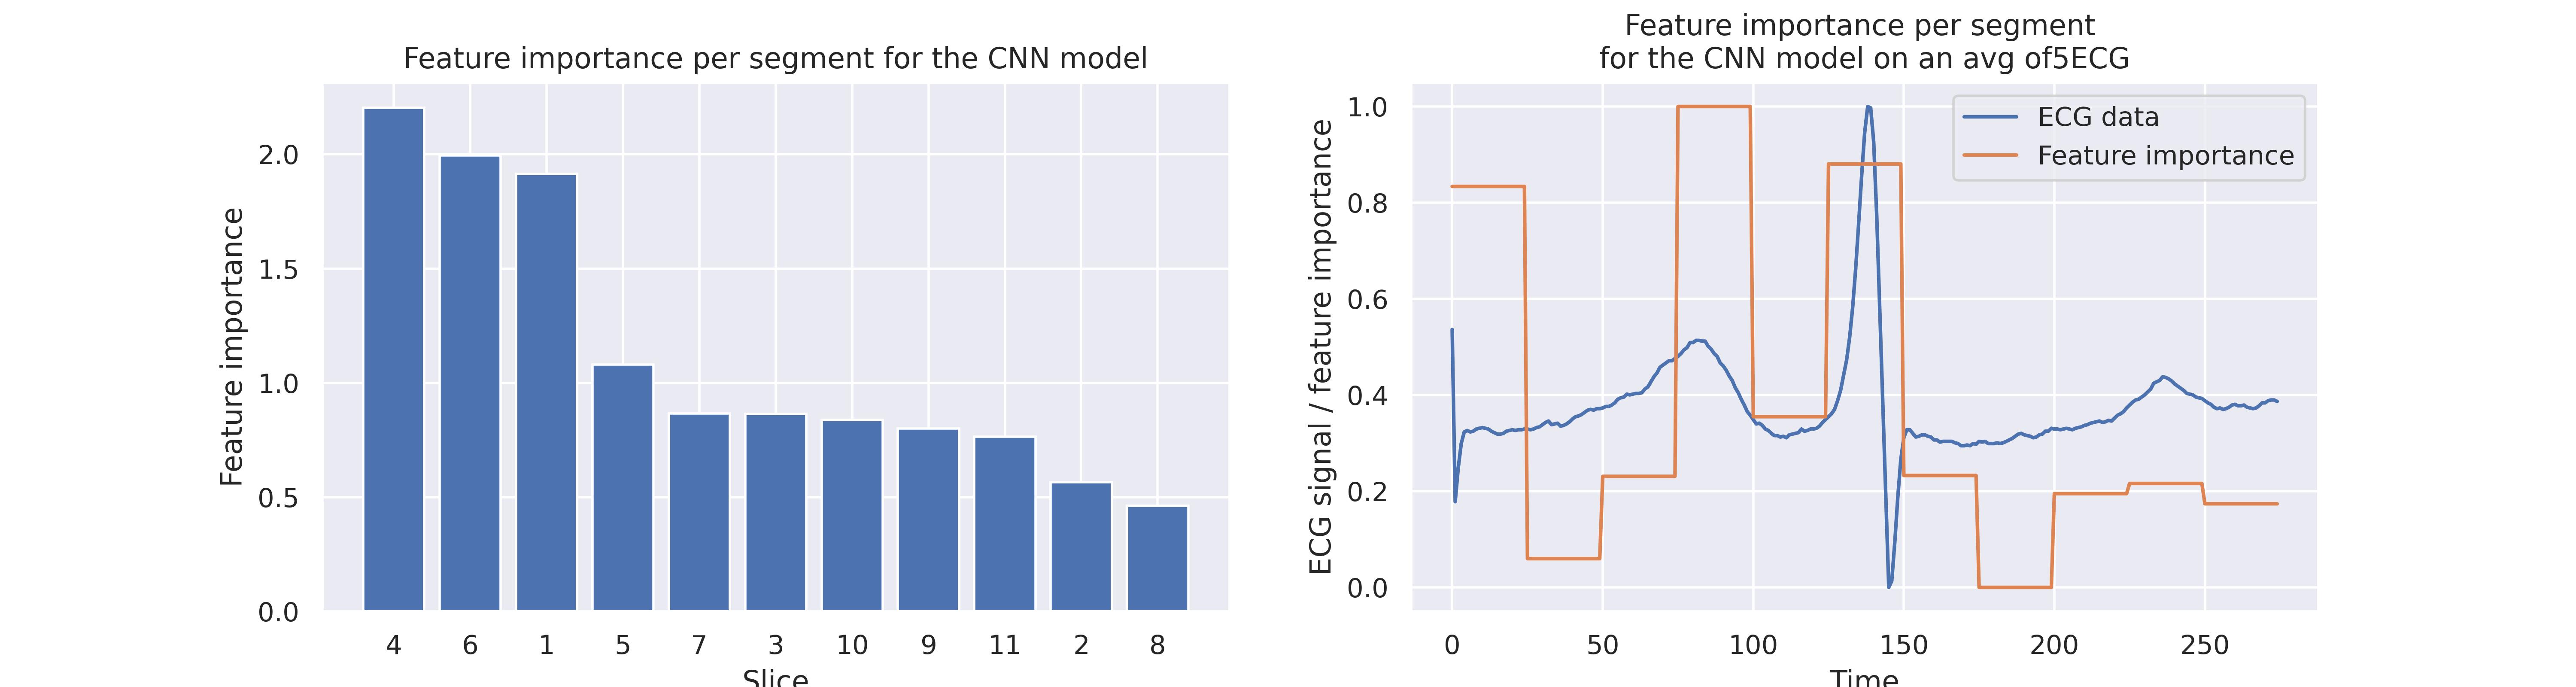 Feature importance per segment for the CNN model
Feature importance
2.0
1.5
1.0
0.5
0.0
4 6 1 5 7 3 10 9 11 2 8
Slice
Feature importance per segment
for the CNN model on an avg of5ECG
ECG signal / feature importance
1.0
0.8
0.6
0.4
0.2
0.0
ECG data
Feature importance
0 50 100 150 200 250
Time